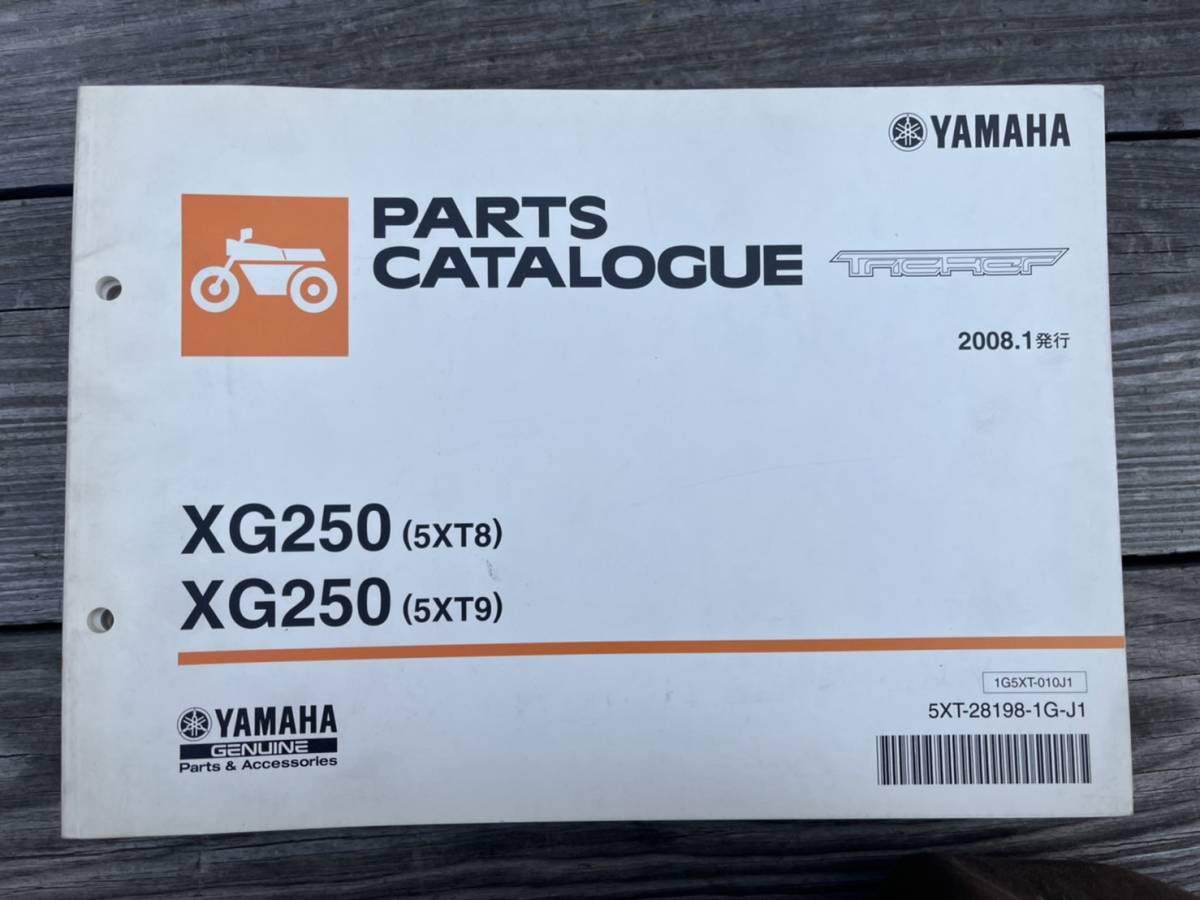 YAMAHA
PARTS
CATALOGUE
TRICKER
2008.1発行
XG250 (5XT8)
XG250 (5XT9)
1G5XT-010J1
5XT-28198-1G-J1
YAMAHA
GENUINE
Parts & Accessories